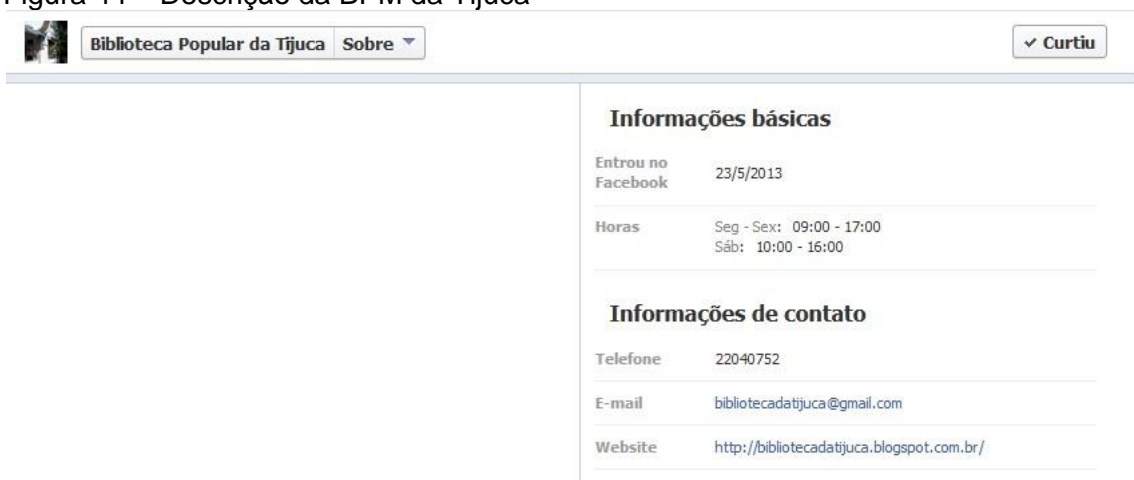 Biblioteca Popular da Tijuca Sobre
✓ Curtiu
Informações básicas
Entrou no
Facebook
23/5/2013
Horas
Seg - Sex: 09:00 - 17:00
Sáb: 10:00 - 16:00
Informações de contato
Telefone 22040752
E-mail bibliotecadatijuca@gmail.com
Website http://bibliotecadatijuca.blogspot.com.br/